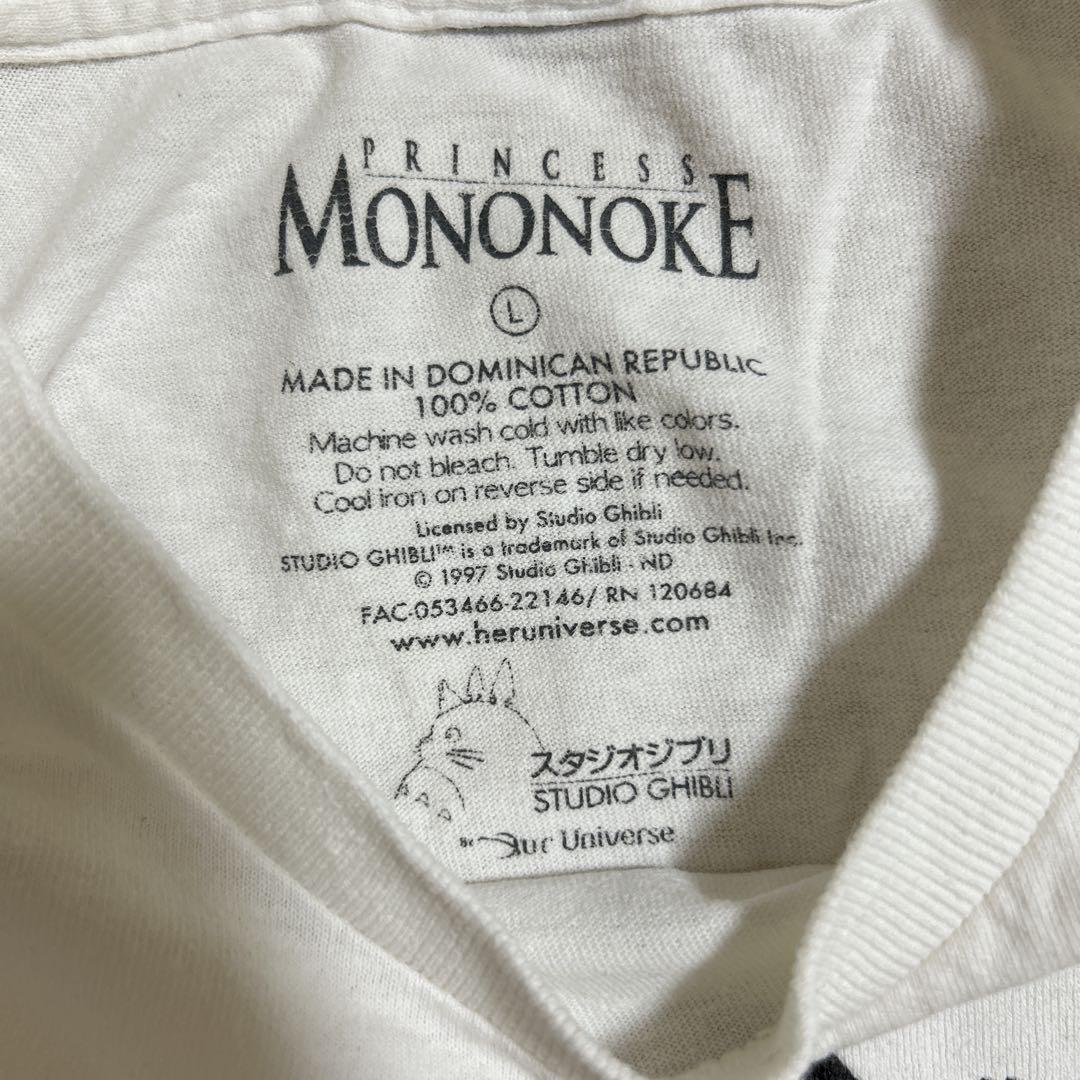 PRINCESS
MONONOKE
L
MADE IN DOMINICAN REPUBLIC
100% COTTON
Machine wash cold with like colors.
Do not bleach. Tumble dry low.
Cool iron on reverse side if needed.
Licensed by Studio Ghibli
STUDIO GHIBLI™ is a trademark of Studio Ghibli Inc.
© 1997 Studio Ghibli - ND
FAC-053466-22146/ RN 120684
www.heruniverse.com
スタジオジブリ
STUDIO GHIBLI
BY Our Universe